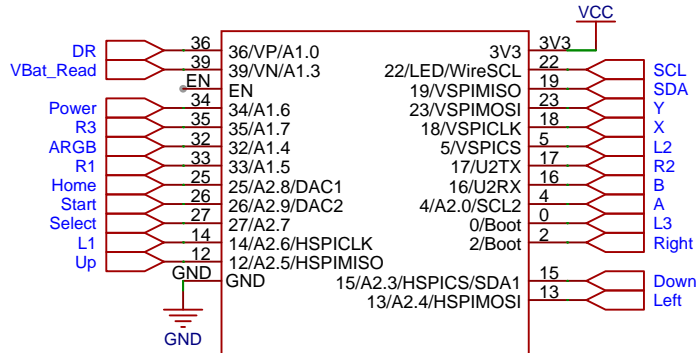 VCC
DR 36 36/VP/A1.0 3V3 3V3
VBat_Read 39 39/VN/A1.3 22/LED/WireSCL 22 SCL
EN EN 19/VSPIMISO 19 SDA
Power 34 34/A1.6 23/VSPIMOSI 23 Y
R3 35 35/A1.7 18/VSPICLK 18 X
ARGB 32 32/A1.4 5/VSPICS 5 L2
R1 33 33/A1.5 17/U2TX 17 R2
Home 25 25/A2.8/DAC1 16/U2RX 16 B
Start 26 26/A2.9/DAC2 4/A2.0/SCL2 4 A
Select 27 27/A2.7 0/Boot 0 L3
L1 14 14/A2.6/HSPICLK 2/Boot 2 Right
Up 12 12/A2.5/HSPIMISO
GND GND 15/A2.3/HSPICS/SDA1 15 Down
13/A2.4/HSPIMOSI 13 Left
GND